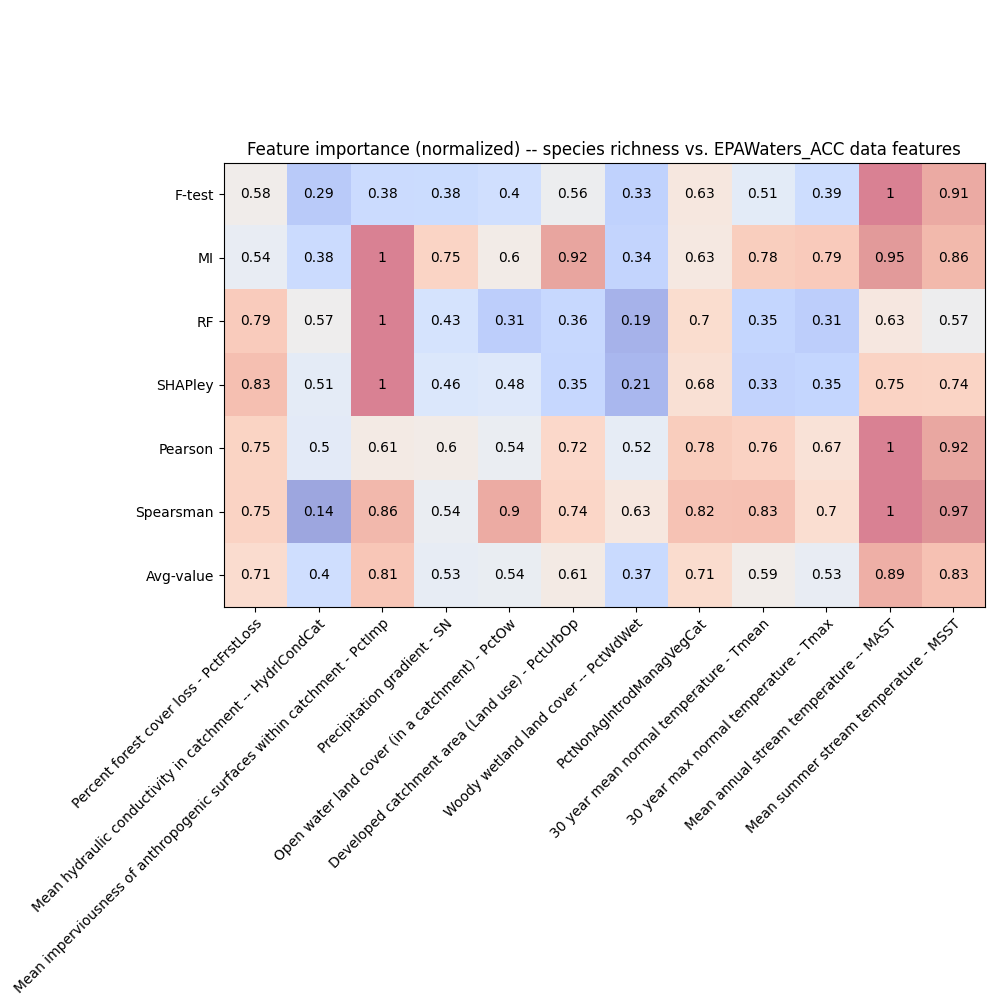 Feature importance (normalized) -- species richness vs. EPAWaters_ACC data features
F-test 0.58 0.29 0.38 0.38 0.4 0.56 0.33 0.63 0.51 0.39 1 0.91
MI 0.54 0.38 1 0.75 0.6 0.92 0.34 0.63 0.78 0.79 0.95 0.86
RF 0.79 0.57 1 0.43 0.31 0.36 0.19 0.7 0.35 0.31 0.63 0.57
SHAPley 0.83 0.51 1 0.46 0.48 0.35 0.21 0.68 0.33 0.35 0.75 0.74
Pearson 0.75 0.5 0.61 0.6 0.54 0.72 0.52 0.78 0.76 0.67 1 0.92
Spearsman 0.75 0.14 0.86 0.54 0.9 0.74 0.63 0.82 0.83 0.7 1 0.97
Avg-value 0.71 0.4 0.81 0.53 0.54 0.61 0.37 0.71 0.59 0.53 0.89 0.83
Percent forest cover loss - PctFrstLoss
Mean hydraulic conductivity in catchment -- HydrlCondCat
Mean imperviousness of anthropogenic surfaces within catchment - PctImp
Precipitation gradient - SN
Open water land cover (in a catchment) - PctOw
Developed catchment area (Land use) - PctUrbOp
Woody wetland land cover -- PctWdWet
PctNonAgIntrodManagVegCat
30 year mean normal temperature - Tmean
30 year max normal temperature - Tmax
Mean annual stream temperature -- MAST
Mean summer stream temperature - MSST